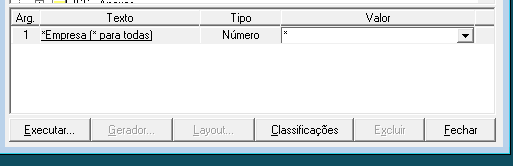 Arg. Texto Tipo Valor
1 *Empresa (* para todas) Número *
Executar... Gerador... Layout... Classificações Excluir Fechar